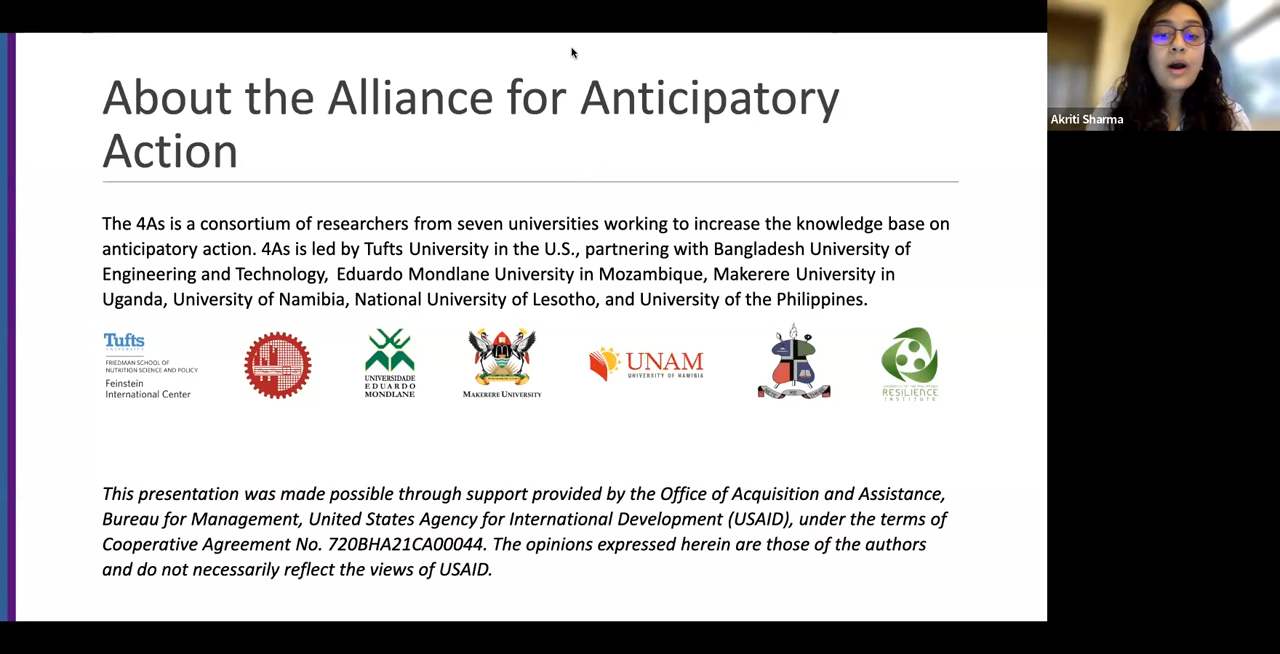 About the Alliance for Anticipatory
Action
Akriti Sharma
The 4As is a consortium of researchers from seven universities working to increase the knowledge base on
anticipatory action. 4As is led by Tufts University in the U.S., partnering with Bangladesh University of
Engineering and Technology, Eduardo Mondlane University in Mozambique, Makerere University in
Uganda, University of Namibia, National University of Lesotho, and University of the Philippines.
Tufts
UNIVERSITY
FRIEDMAN SCHOOL OF
NUTRITION SCIENCE AND POLICY
Feinstein
International Center
UNIVERSIDADE
EDUARDO
MONDLANE
MAKERERE UNIVERSITY
UNAM
UNIVERSITY OF NAMIBIA
UNIVERSITY OF THE PHILIPPINES
RESILIENCE
INSTITUTE
This presentation was made possible through support provided by the Office of Acquisition and Assistance,
Bureau for Management, United States Agency for International Development (USAID), under the terms of
Cooperative Agreement No. 720BHA21CA00044. The opinions expressed herein are those of the authors
and do not necessarily reflect the views of USAID.